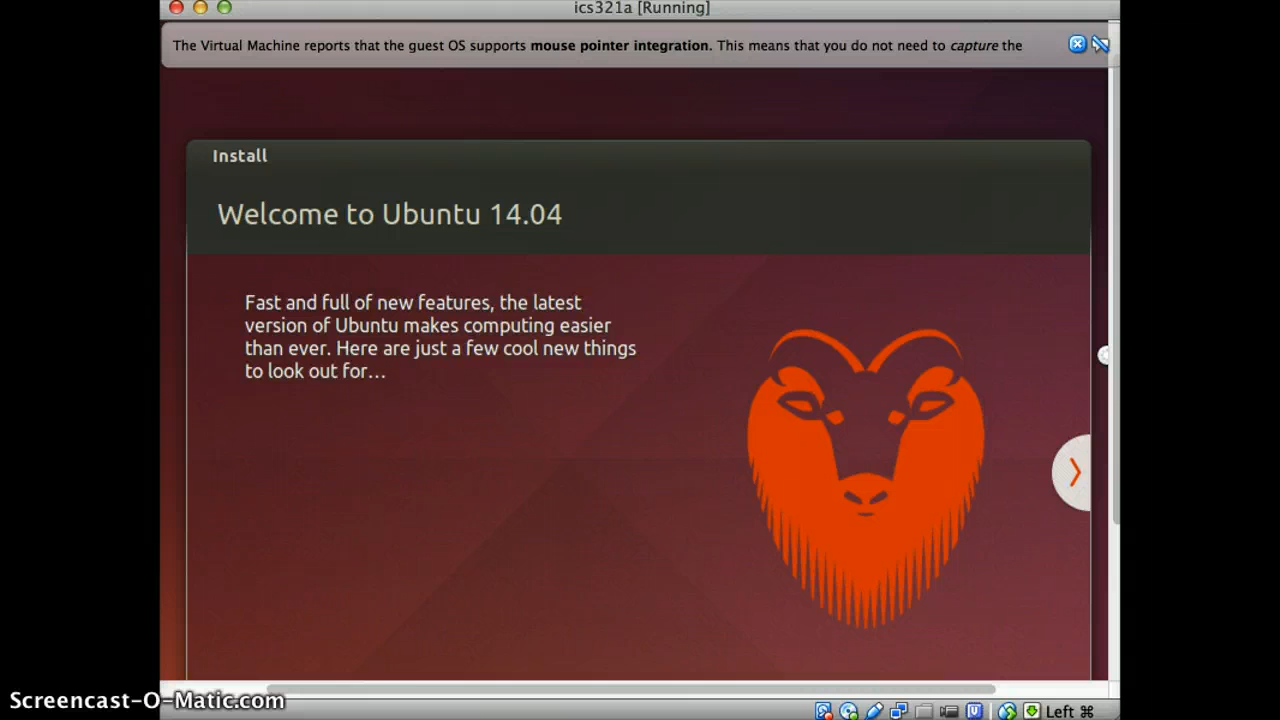 ics321a [Running]
The Virtual Machine reports that the guest OS supports mouse pointer integration. This means that you do not need to capture the
Install
Welcome to Ubuntu 14.04
Fast and full of new features, the latest
version of Ubuntu makes computing easier
than ever. Here are just a few cool new things
to look out for…
Screencast-O-Matic.com
Left ⌘